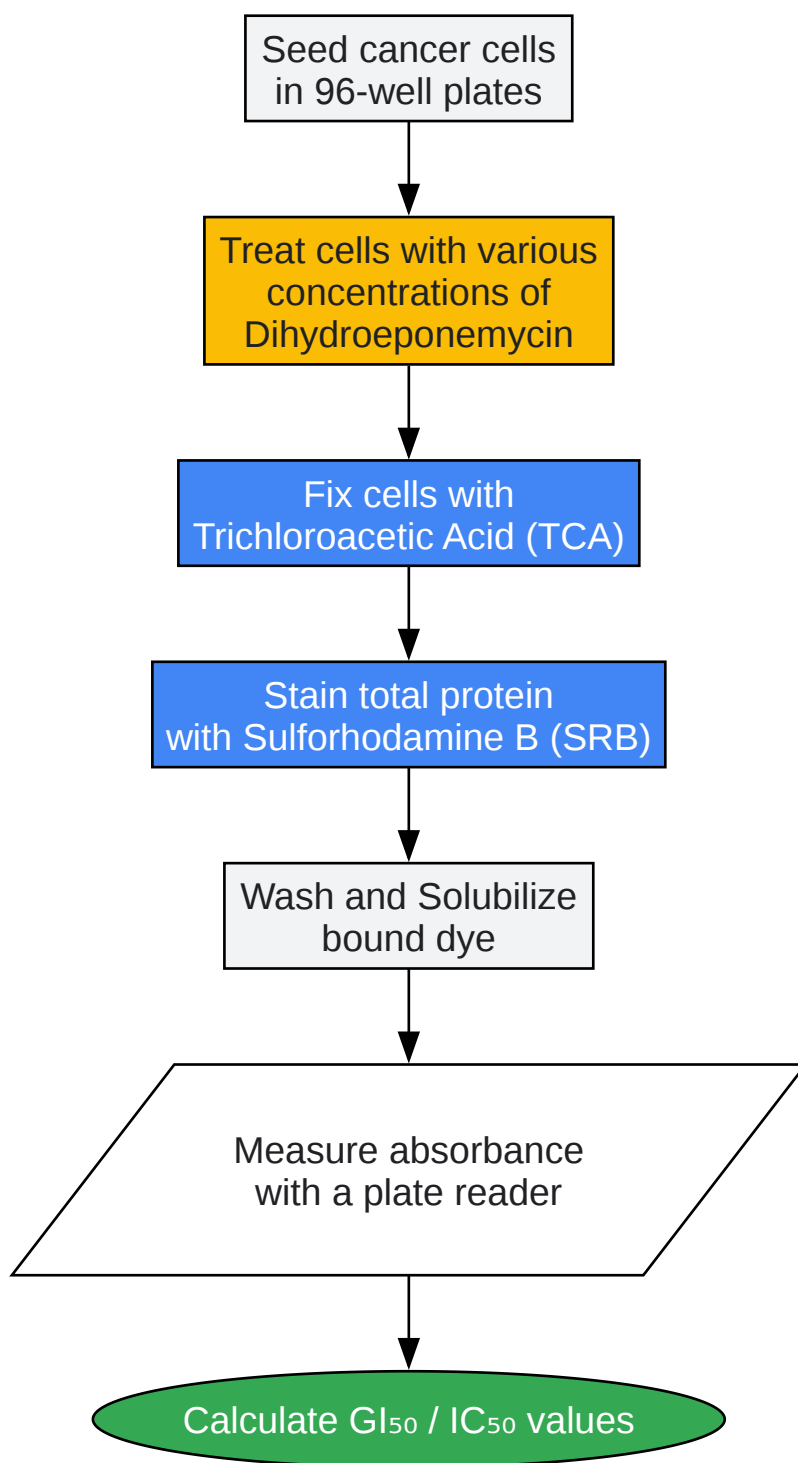 Seed cancer cells
in 96-well plates
Treat cells with various
concentrations of
Dihydroeponemycin
Fix cells with
Trichloroacetic Acid (TCA)
Stain total protein
with Sulforhodamine B (SRB)
Wash and Solubilize
bound dye
Measure absorbance
with a plate reader
Calculate GI₅₀ / IC₅₀ values